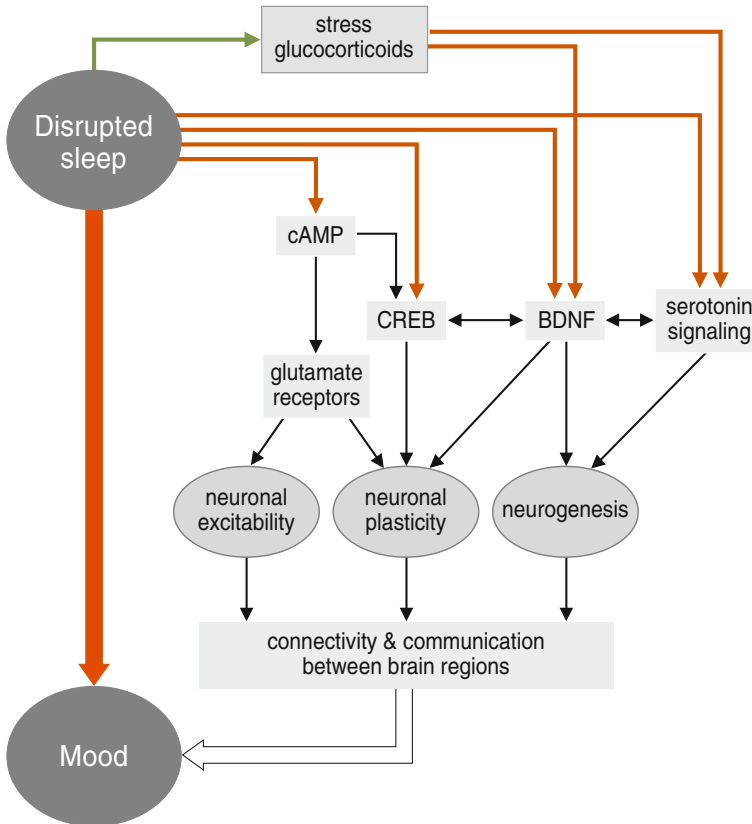 stress
glucocorticoids
Disrupted
sleep
cAMP
CREB
BDNF
serotonin
signaling
glutamate
receptors
neuronal
excitability
neuronal
plasticity
neurogenesis
connectivity & communication
between brain regions
Mood